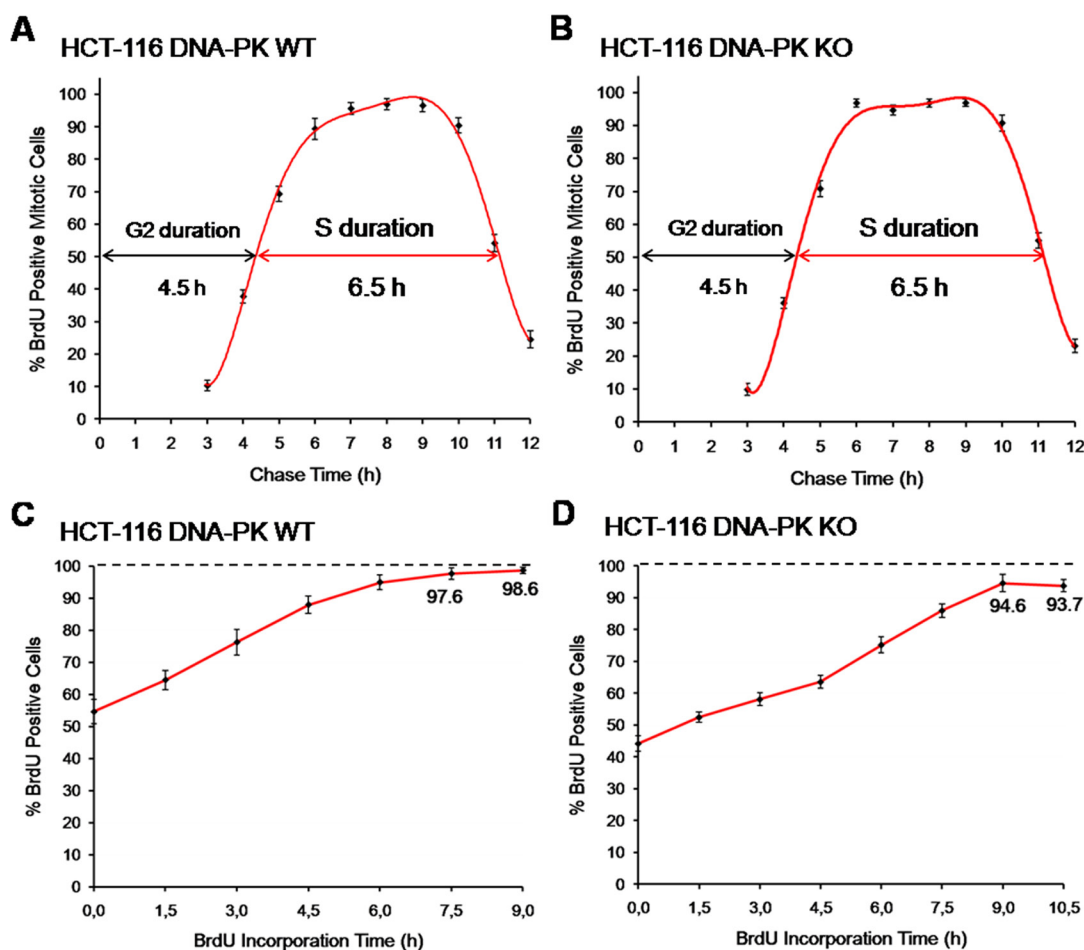 A
HCT-116 DNA-PK WT
% BrdU Positive Mitotic Cells
100
90
80
70
60
50
40
30
20
10
0
G2 duration
S duration
4.5 h
6.5 h
0 1 2 3 4 5 6 7 8 9 10 11 12
Chase Time (h)
B
HCT-116 DNA-PK KO
% BrdU Positive Mitotic Cells
100
90
80
70
60
50
40
30
20
10
0
G2 duration
S duration
4.5 h
6.5 h
0 1 2 3 4 5 6 7 8 9 10 11 12
Chase Time (h)
C
HCT-116 DNA-PK WT
% BrdU Positive Cells
100
90
80
70
60
50
40
30
20
10
0
97.6
98.6
0,0 1,5 3,0 4,5 6,0 7,5 9,0
BrdU Incorporation Time (h)
D
HCT-116 DNA-PK KO
% BrdU Positive Cells
100
90
80
70
60
50
40
30
20
10
0
94.6
93.7
0,0 1,5 3,0 4,5 6,0 7,5 9,0 10,5
BrdU Incorporation Time (h)